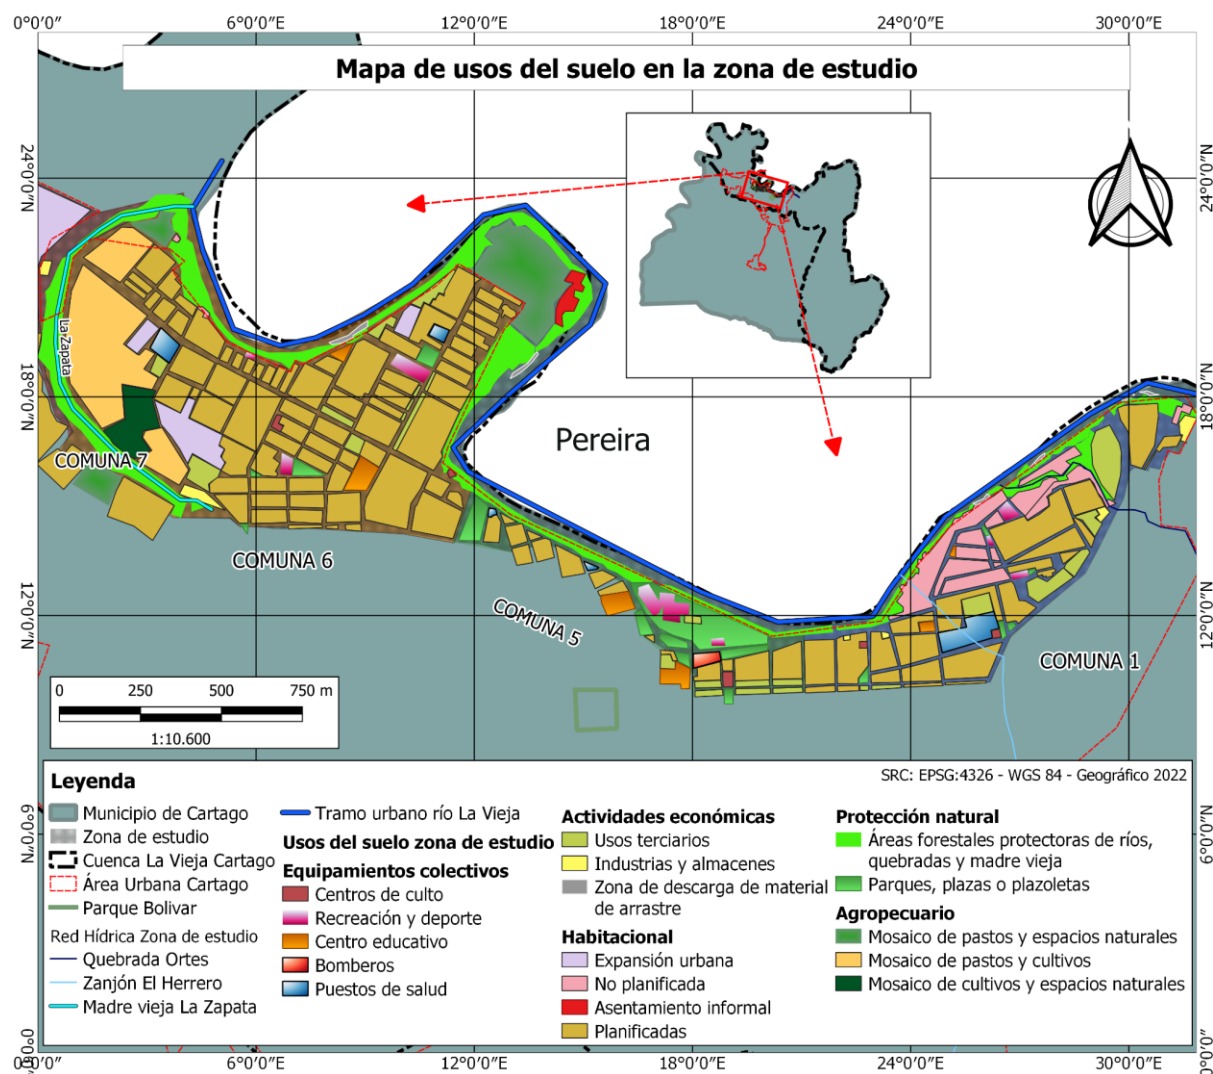 0°0'0" 6°0'0"E 12°0'0"E 18°0'0"E 24°0'0"E 30°0'0"E
Mapa de usos del suelo en la zona de estudio
24°0'0"N
24°0'0"N
La Zapata
18°0'0"N
18°0'0"N
Pereira
COMUNA 7
COMUNA 6
COMUNA 5
12°0'0"N
12°0'0"N
COMUNA 1
0 250 500 750 m
1:10.600
Leyenda
SRC: EPSG:4326 - WGS 84 - Geográfico 2022
Municipio de Cartago
Zona de estudio
Cuenca La Vieja Cartago
Área Urbana Cartago
Parque Bolivar
Red Hídrica Zona de estudio
Quebrada Ortes
Zanjón El Herrero
Madre vieja La Zapata
Tramo urbano río La Vieja
Usos del suelo zona de estudio
Equipamientos colectivos
Centros de culto
Recreación y deporte
Centro educativo
Bomberos
Puestos de salud
Actividades económicas
Usos terciarios
Industrias y almacenes
Zona de descarga de material
de arrastre
Habitacional
Expansión urbana
No planificada
Asentamiento informal
Planificadas
Protección natural
Áreas forestales protectoras de ríos,
quebradas y madre vieja
Parques, plazas o plazoletas
Agropecuario
Mosaico de pastos y espacios naturales
Mosaico de pastos y cultivos
Mosaico de cultivos y espacios naturales
6°0'0"N
6°0'0"N
0°0'0"
0°0'0"
0°0'0" 6°0'0"E 12°0'0"E 18°0'0"E 24°0'0"E 30°0'0"E